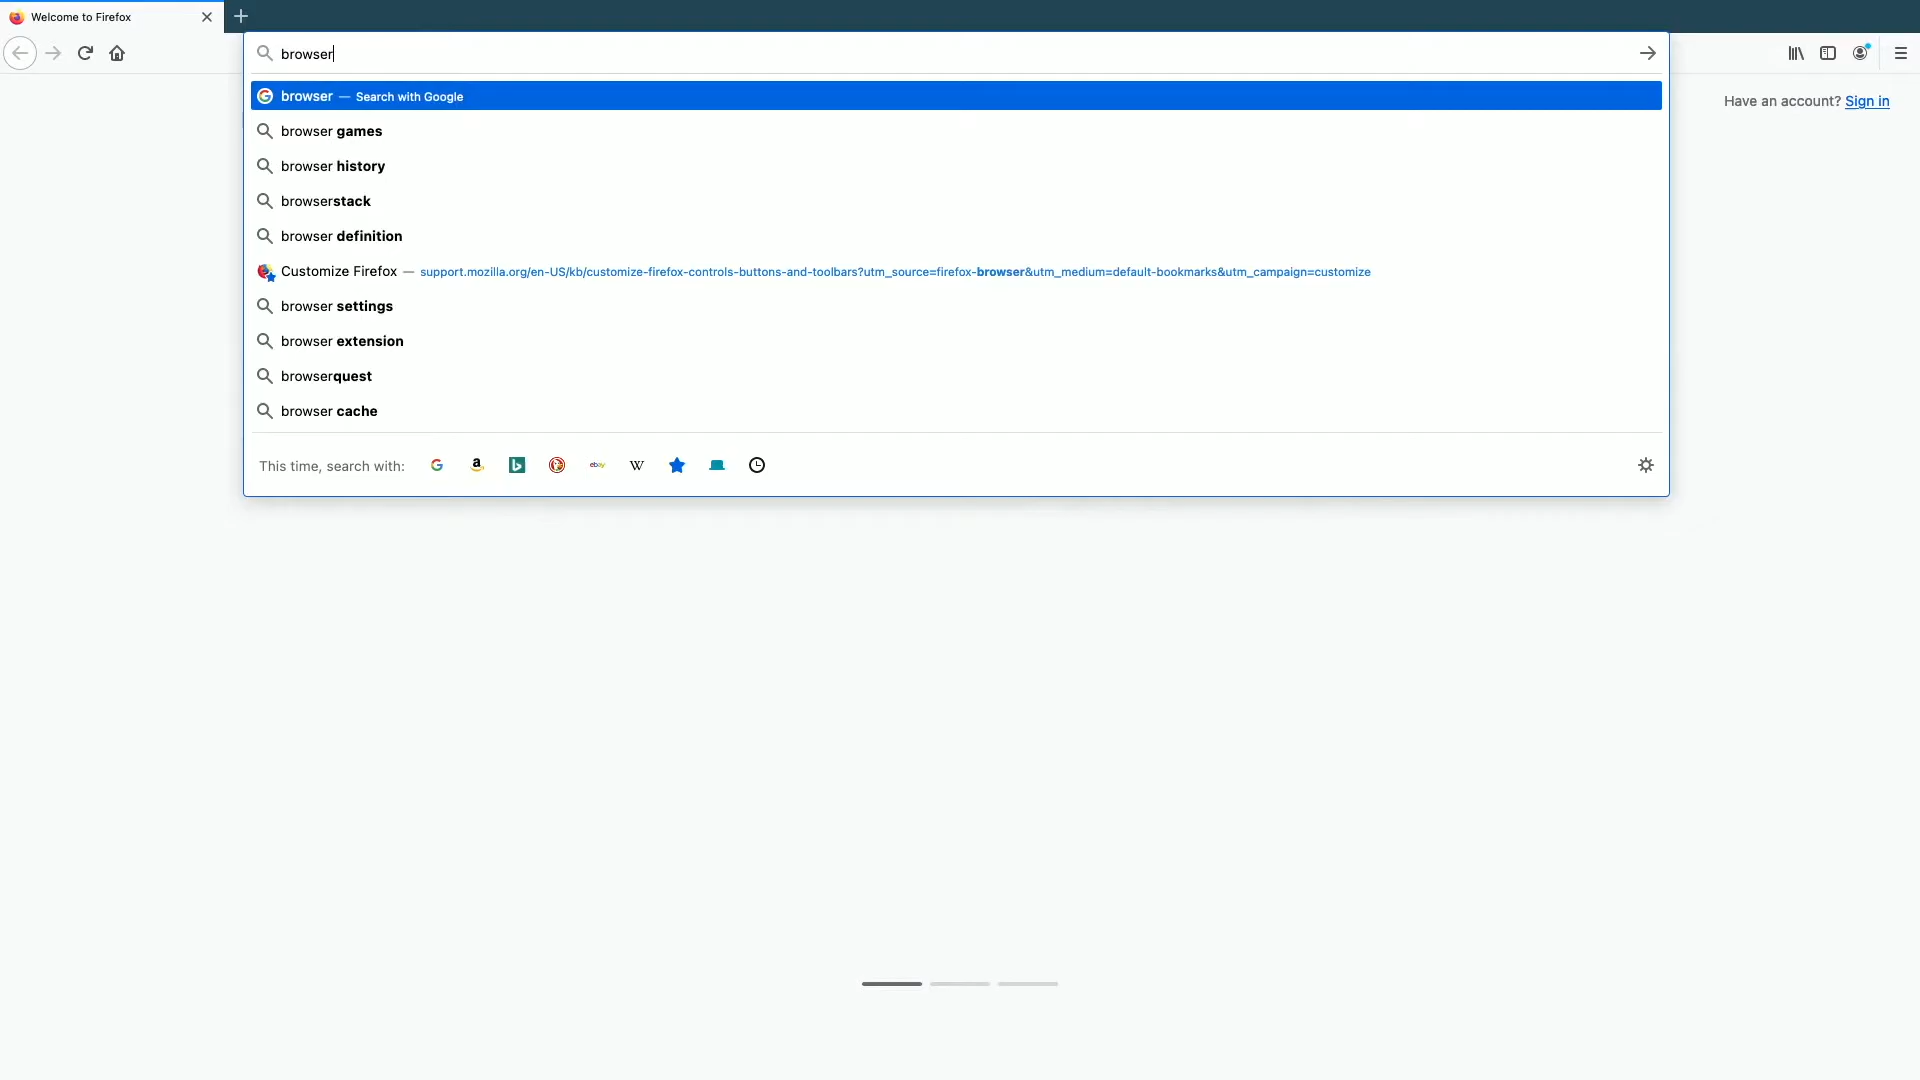 Welcome to Firefox
browser
Have an account? Sign in
browser — Search with Google
browser games
browser history
browserstack
browser definition
Customize Firefox — support.mozilla.org/en-US/kb/customize-firefox-controls-buttons-and-toolbars?utm_source=firefox-browser&utm_medium=default-bookmarks&utm_campaign=customize
browser settings
browser extension
browserquest
browser cache
This time, search with: G a b ebay W